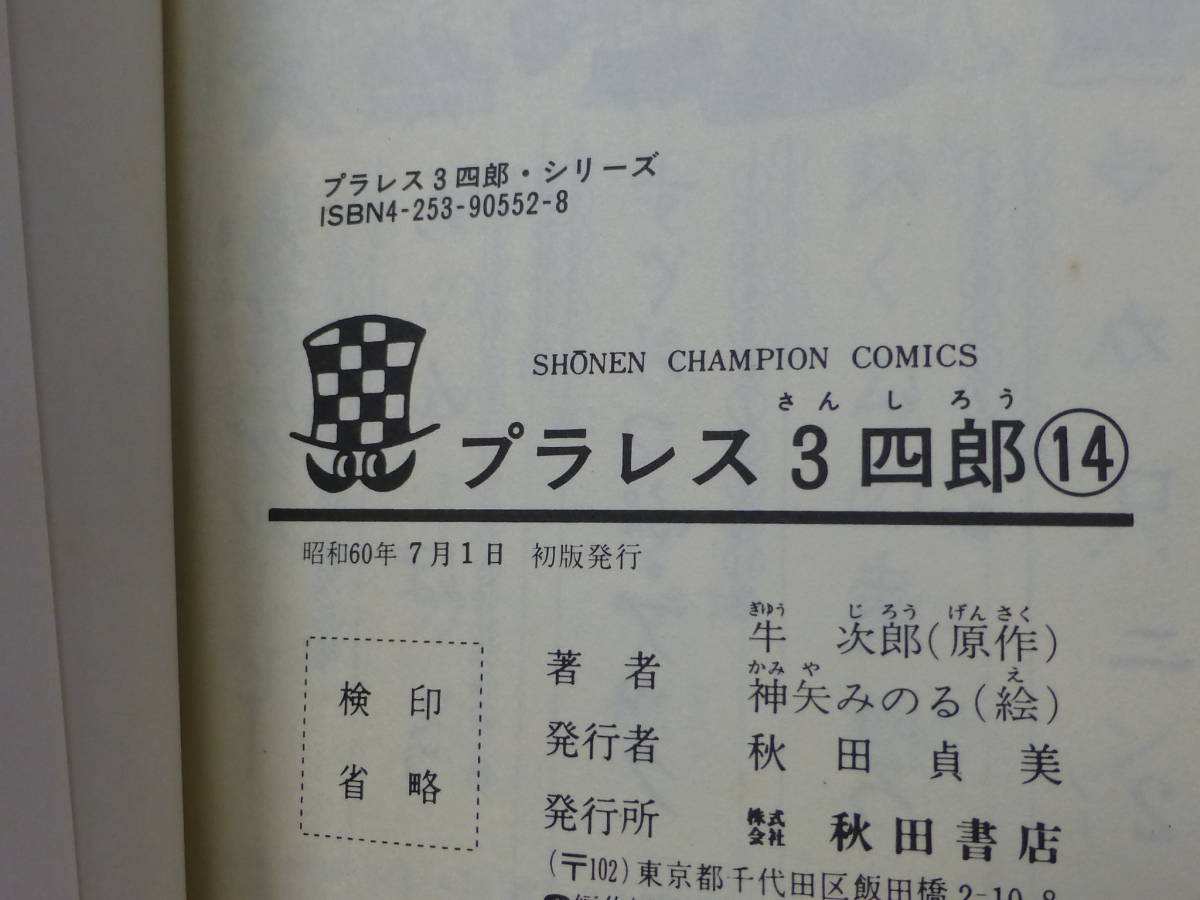 プラレス3四郎・シリーズ
ISBN4-253-90552-8
SHŌNEN CHAMPION COMICS
さんしろう
プラレス3四郎⑭
昭和60年7月1日 初版発行
検印
省略
ぎゆう じろう げんさく
著者 牛 次郎(原作)
かみや え
神矢みのる(絵)
発行者 秋田貞美
発行所 株式会社 秋田書店
(〒102)東京都千代田区飯田橋2-10-8